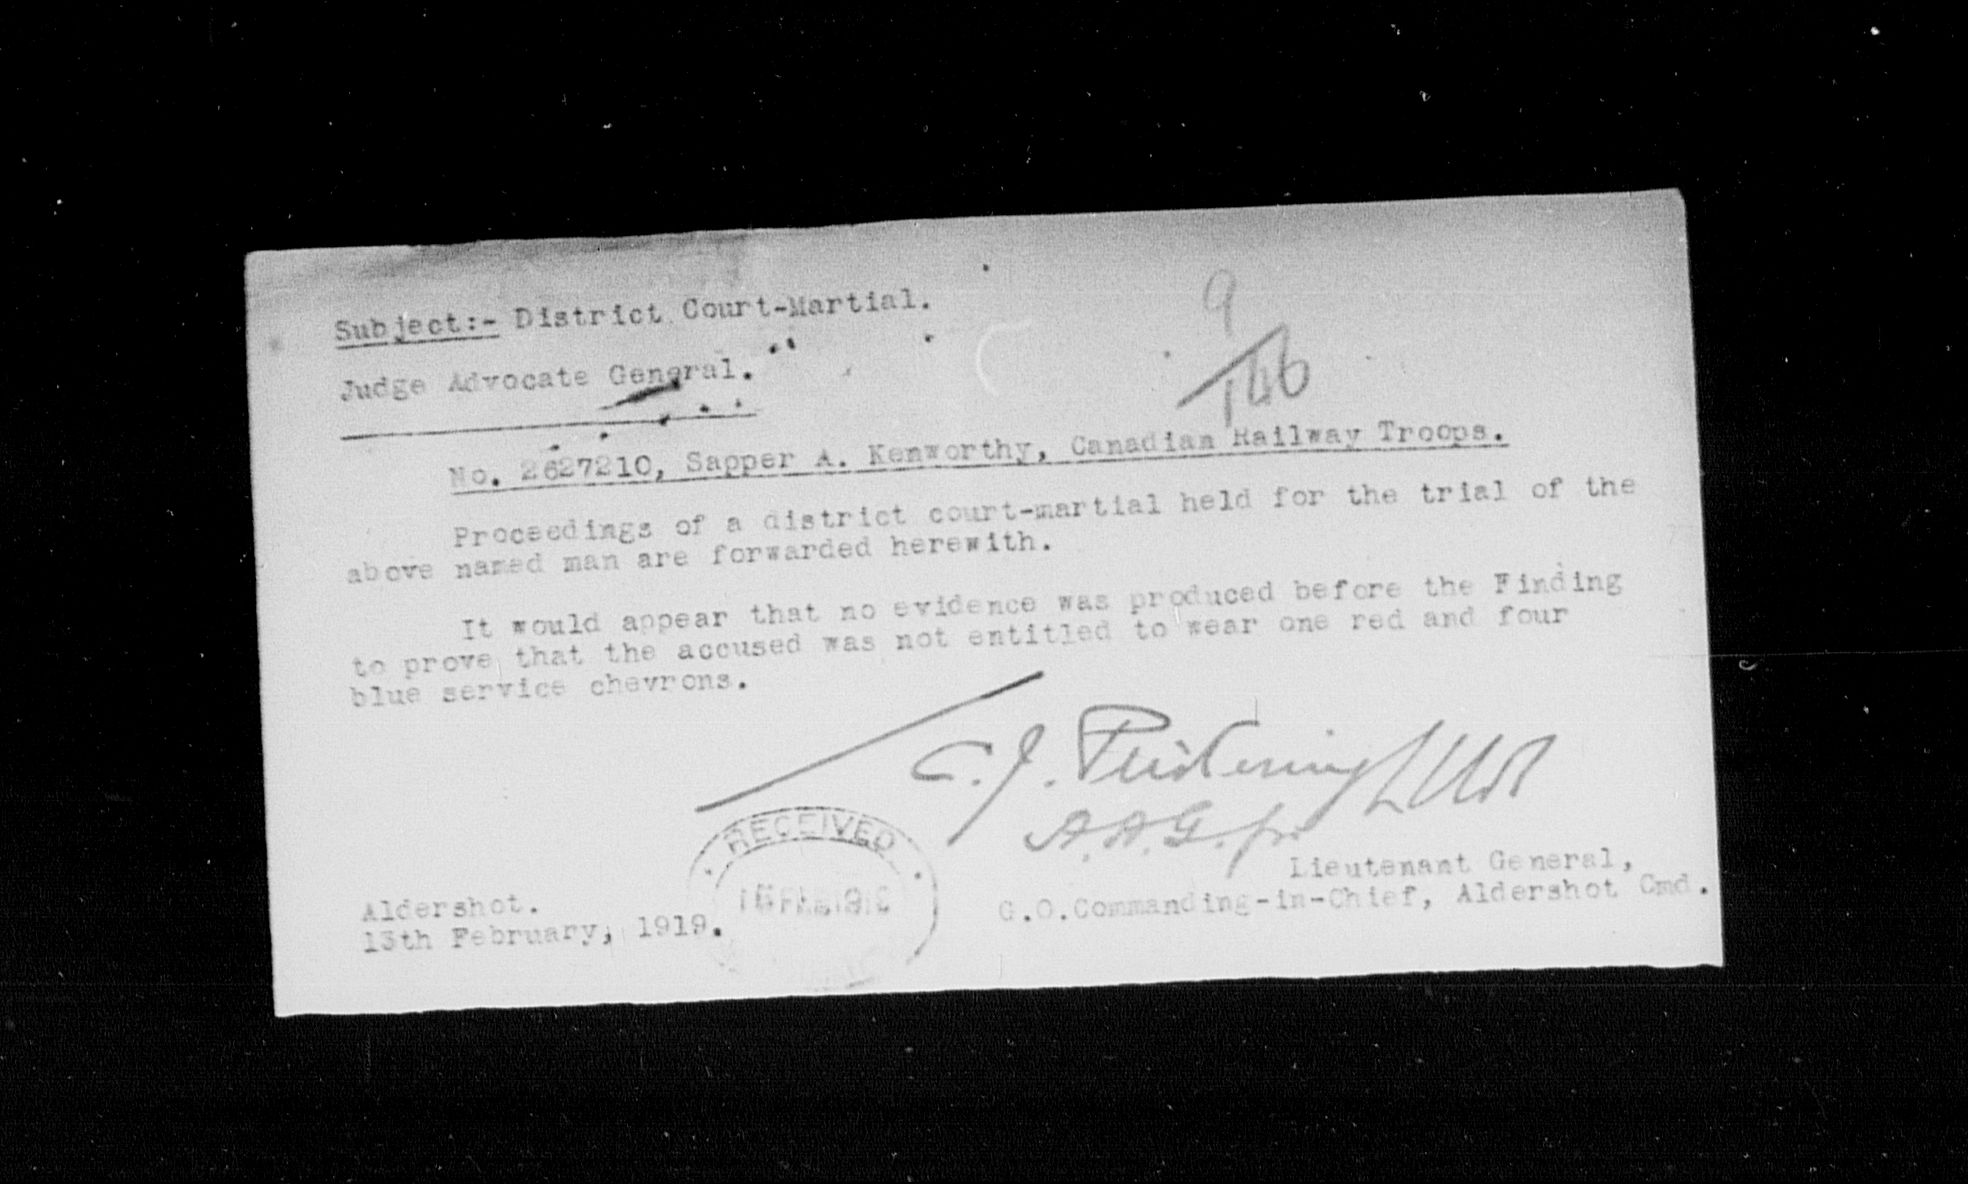 Subject:- District Court-Martial.
9
146
Judge Advocate General.
No. 2627210, Sapper A. Kenworthy, Canadian Railway Troops.
Proceedings of a district court-martial held for the trial of the
above named man are forwarded herewith.
It would appear that no evidence was produced before the Finding
to prove that the accused was not entitled to wear one red and four
blue service chevrons.
C. J.
A.A.G. for
RECEIVED
Lieutenant General,
G.O.Commanding-in-Chief, Aldershot Cmd.
Aldershot.
13th February, 1919.